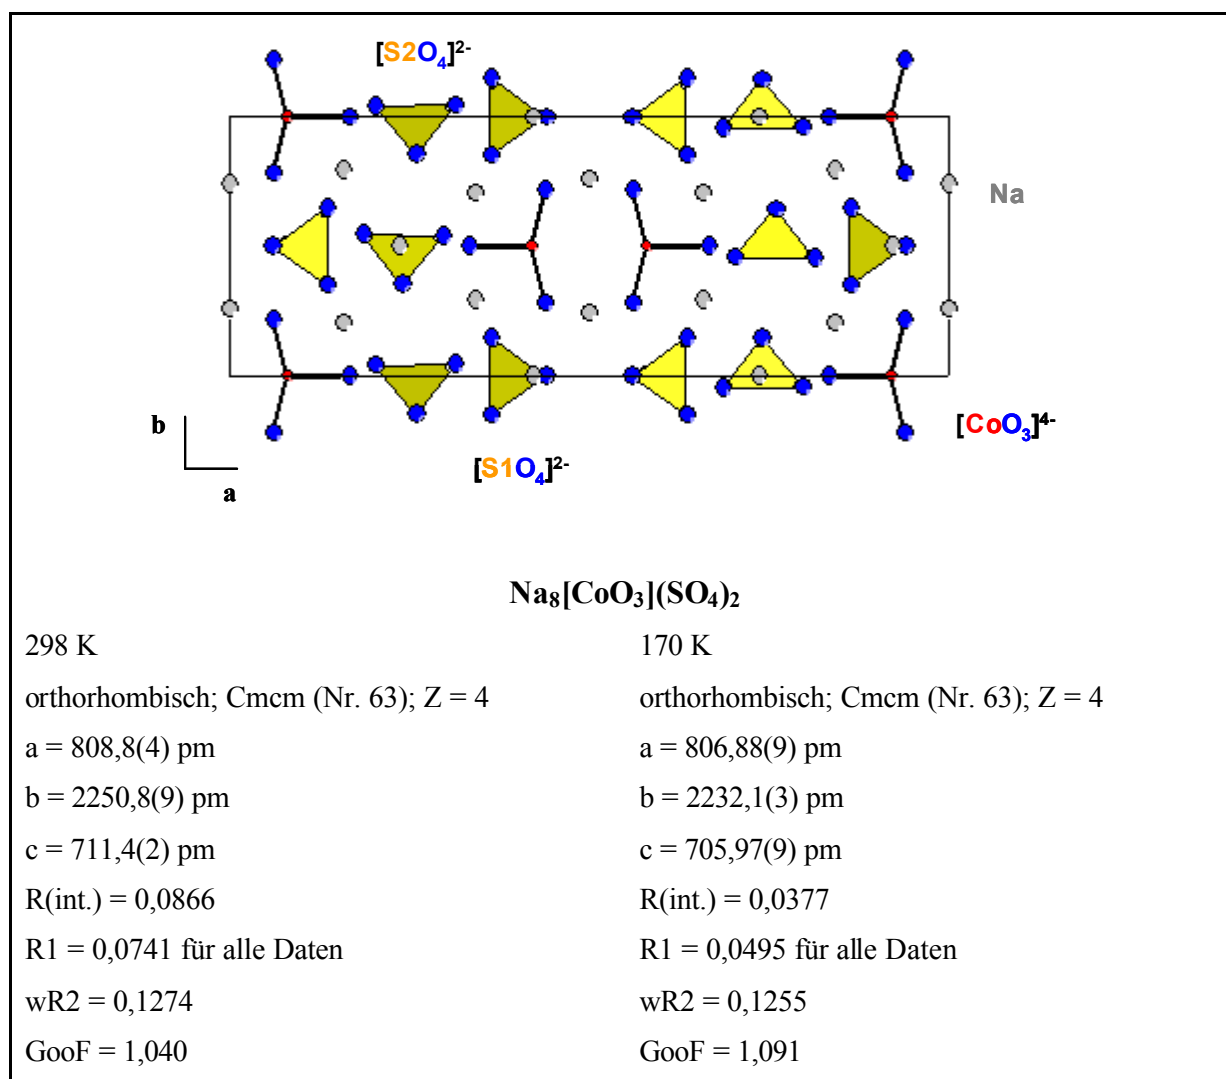 [S2O₄]²⁻
Na
b
a
[S1O₄]²⁻
[CoO₃]⁴⁻
Na₈[CoO₃](SO₄)₂
298 K
170 K
orthorhombisch; Cmcm (Nr. 63); Z = 4
orthorhombisch; Cmcm (Nr. 63); Z = 4
a = 808,8(4) pm
a = 806,88(9) pm
b = 2250,8(9) pm
b = 2232,1(3) pm
c = 711,4(2) pm
c = 705,97(9) pm
R(int.) = 0,0866
R(int.) = 0,0377
R1 = 0,0741 für alle Daten
R1 = 0,0495 für alle Daten
wR2 = 0,1274
wR2 = 0,1255
GooF = 1,040
GooF = 1,091